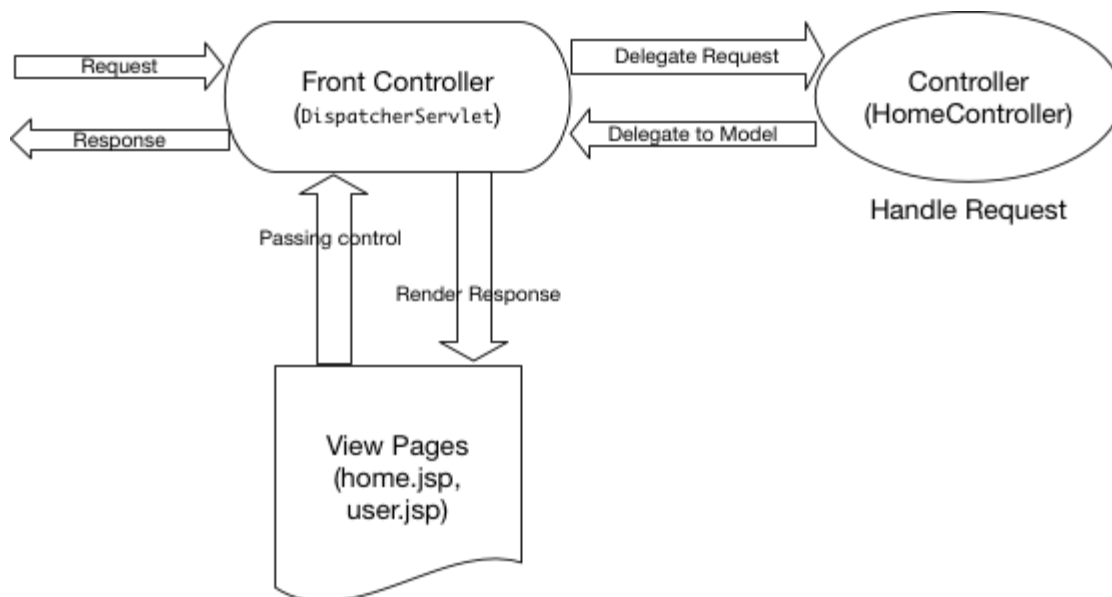 Request
Response
Front Controller
(DispatcherServlet)
Delegate Request
Delegate to Model
Controller
(HomeController)
Handle Request
Passing control
Render Response
View Pages
(home.jsp,
user.jsp)